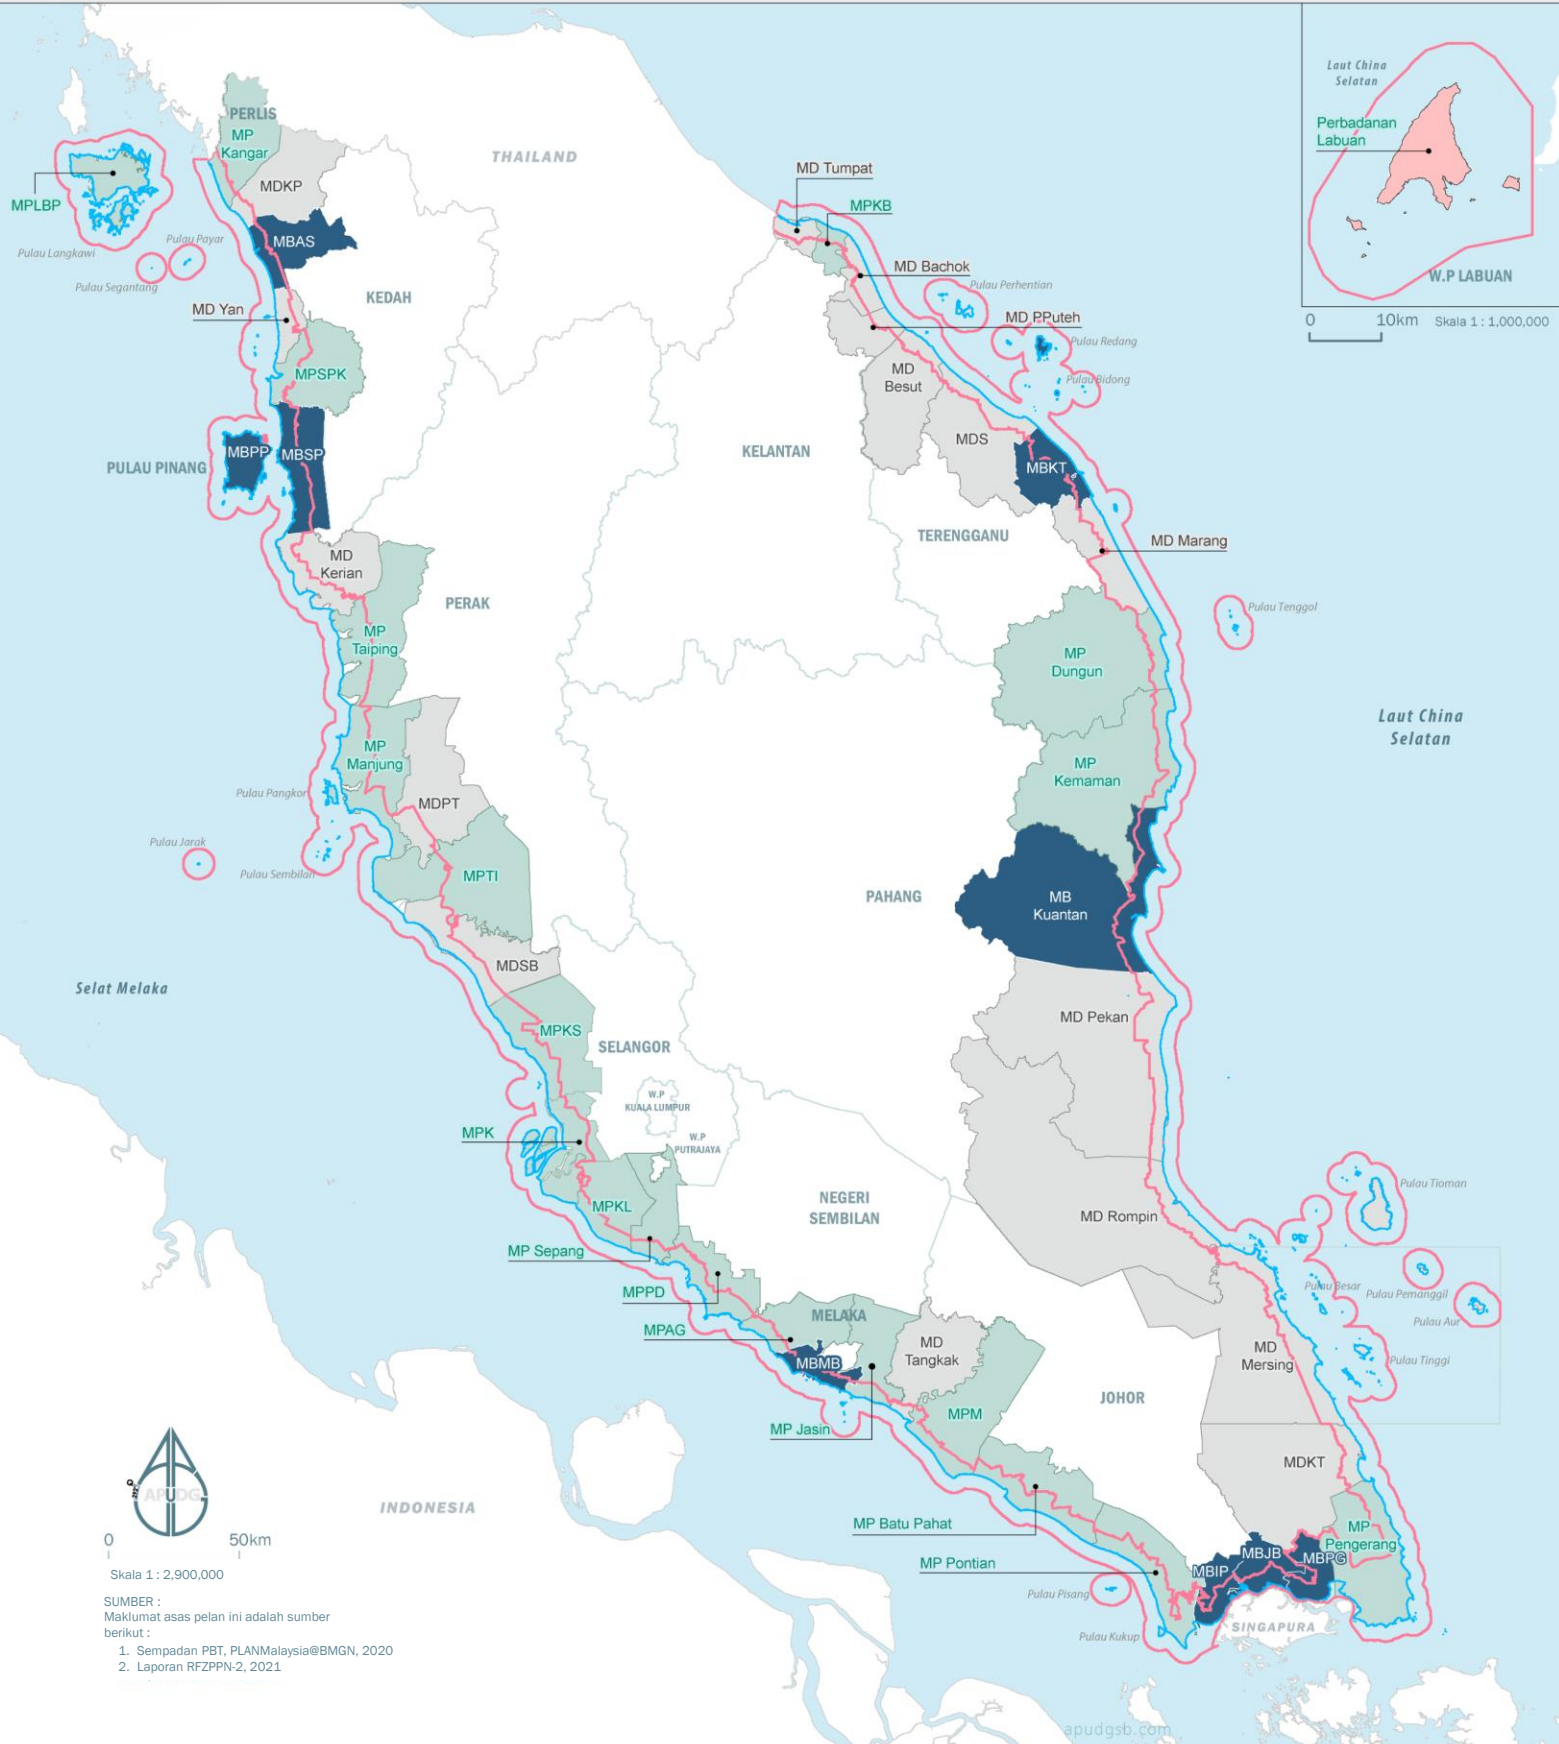 PERLIS
MP
Kangar
MDKP
MPLBP
MBAS
Pulau Langkawi
Pulau Payar
Pulau Segantang
KEDAH
MD Yan
MPSPK
MBPP
MBSP
PULAU PINANG
MD
Kerian
THAILAND
MD Tumpat
MPKB
MD Bachok
Pulau Perhentian
MD PPuteh
Pulau Redang
Pulau Bidong
MD
Besut
MDS
KELANTAN
MBKT
TERENGGANU
MD Marang
Pulau Tenggol
PERAK
MP
Taiping
MP
Dungun
MP
Manjung
MP
Kemaman
Laut China
Selatan
Pulau Pangkor
MDPT
Pulau Jarak
Pulau Sembilan
MPTI
PAHANG
MB
Kuantan
MDSB
Selat Melaka
MD Pekan
MPKS
SELANGOR
W.P
KUALA LUMPUR
MPK
W.P
PUTRAJAYA
MPKL
NEGERI
SEMBILAN
MD Rompin
Pulau Tioman
MP Sepang
MPPD
Pulau Besar
Pulau Pemanggil
Pulau Aur
MPAG
MELAKA
MBMB
MD
Tangkak
MD
Mersing
Pulau Tinggi
JOHOR
MP Jasin
MPM
MDKT
INDONESIA
MP Batu Pahat
MP
Pengerang
MP Pontian
MBIP
MBJB
MBPG
Pulau Pisang
Pulau Kukup
SINGAPURA
Laut China
Selatan
Perbadanan
Labuan
W.P LABUAN
0 10km Skala 1 : 1,000,000
APUDG
0 50km
Skala 1 : 2,900,000
SUMBER :
Maklumat asas pelan ini adalah sumber
berikut :
1. Sempadan PBT, PLANMalaysia@BMGN, 2020
2. Laporan RFZPPN-2, 2021
apudgsb.com